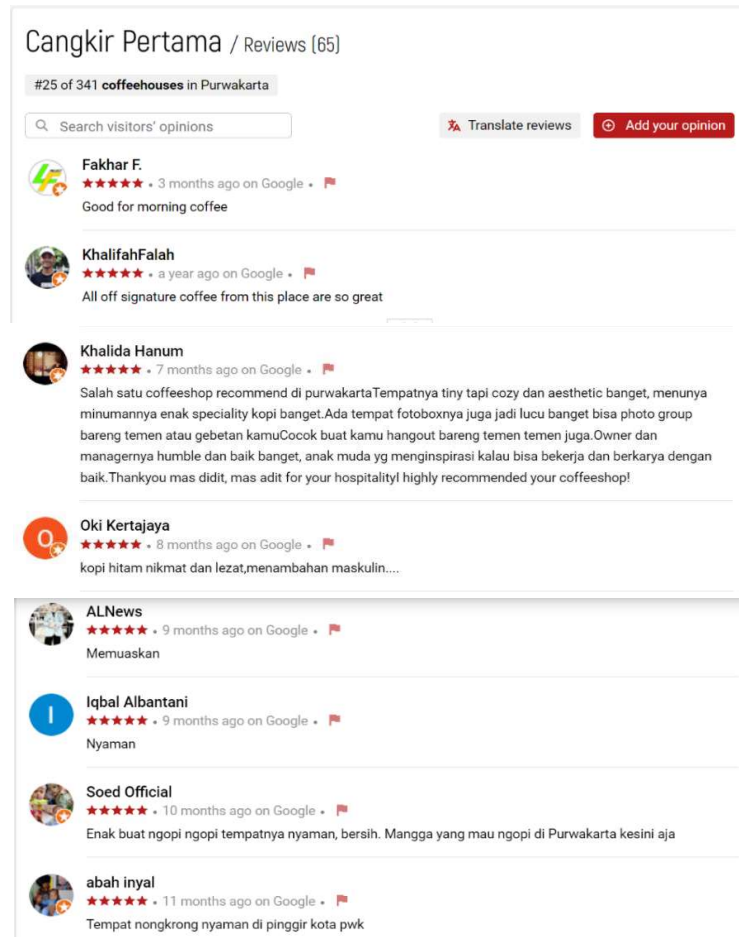 Cangkir Pertama / Reviews (65)
#25 of 341 coffeehouses in Purwakarta
Search visitors' opinions
Translate reviews
Add your opinion
Fakhar F.
★★★★★ • 3 months ago on Google •
Good for morning coffee
KhalifahFalah
★★★★★ • a year ago on Google •
All off signature coffee from this place are so great
Khalida Hanum
★★★★★ • 7 months ago on Google •
Salah satu coffeeshop recommend di purwakartaTempatnya tiny tapi cozy dan aesthetic banget, menunya
minumannya enak speciality kopi banget.Ada tempat fotoboxnya juga jadi lucu banget bisa photo group
bareng temen atau gebetan kamuCocok buat kamu hangout bareng temen temen juga.Owner dan
managernya humble dan baik banget, anak muda yg menginspirasi kalau bisa bekerja dan berkarya dengan
baik.Thankyou mas didit, mas adit for your hospitalityI highly recommended your coffeeshop!
Oki Kertajaya
★★★★★ • 8 months ago on Google •
kopi hitam nikmat dan lezat,menambahan maskulin....
ALNews
★★★★★ • 9 months ago on Google •
Memuaskan
Iqbal Albantani
★★★★★ • 9 months ago on Google •
Nyaman
Soed Official
★★★★★ • 10 months ago on Google •
Enak buat ngopi ngopi tempatnya nyaman, bersih. Mangga yang mau ngopi di Purwakarta kesini aja
abah inyal
★★★★★ • 11 months ago on Google •
Tempat nongkrong nyaman di pinggir kota pwk